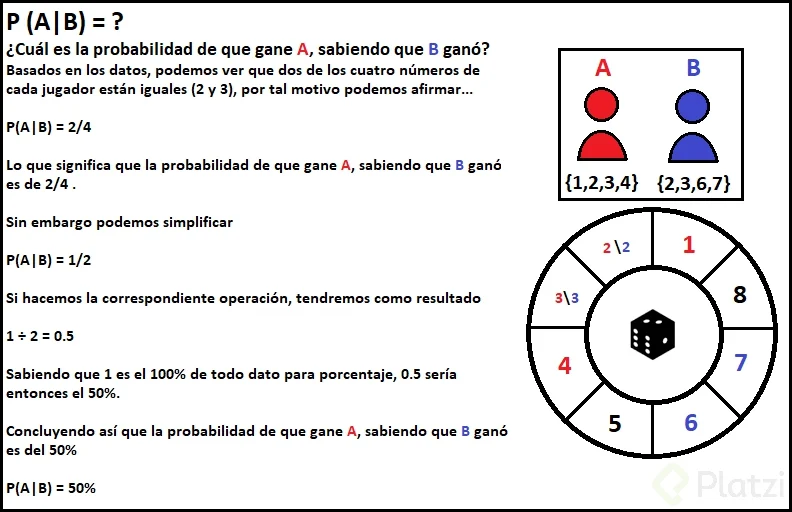 P (A|B) = ?
¿Cuál es la probabilidad de que gane A, sabiendo que B ganó?
Basados en los datos, podemos ver que dos de los cuatro números de
cada jugador están iguales (2 y 3), por tal motivo podemos afirmar...
P(A|B) = 2/4
Lo que significa que la probabilidad de que gane A, sabiendo que B ganó
es de 2/4 .
Sin embargo podemos simplificar
P(A|B) = 1/2
Si hacemos la correspondiente operación, tendremos como resultado
1 ÷ 2 = 0.5
Sabiendo que 1 es el 100% de todo dato para porcentaje, 0.5 sería
entonces el 50%.
Concluyendo así que la probabilidad de que gane A, sabiendo que B ganó
es del 50%
P(A|B) = 50%
A B
{1,2,3,4} {2,3,6,7}
2 \2
1
8
7
6
5
4
3\3
Platzi